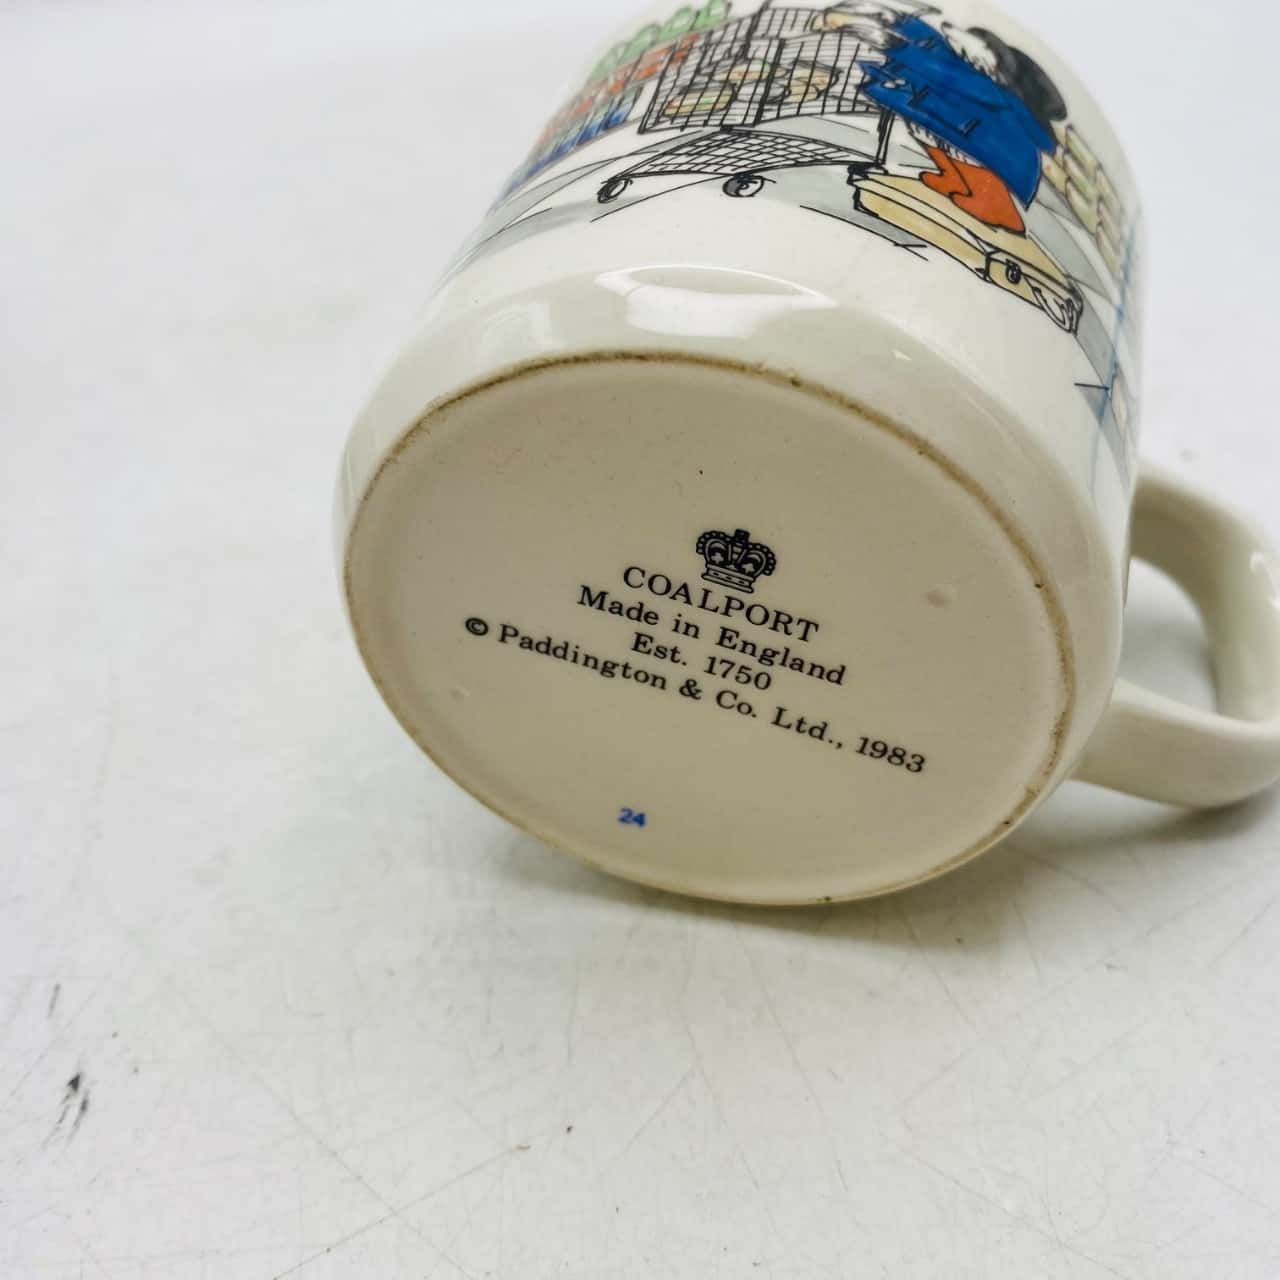 COALPORT
Made in England
Est. 1750
© Paddington & Co. Ltd., 1983
24